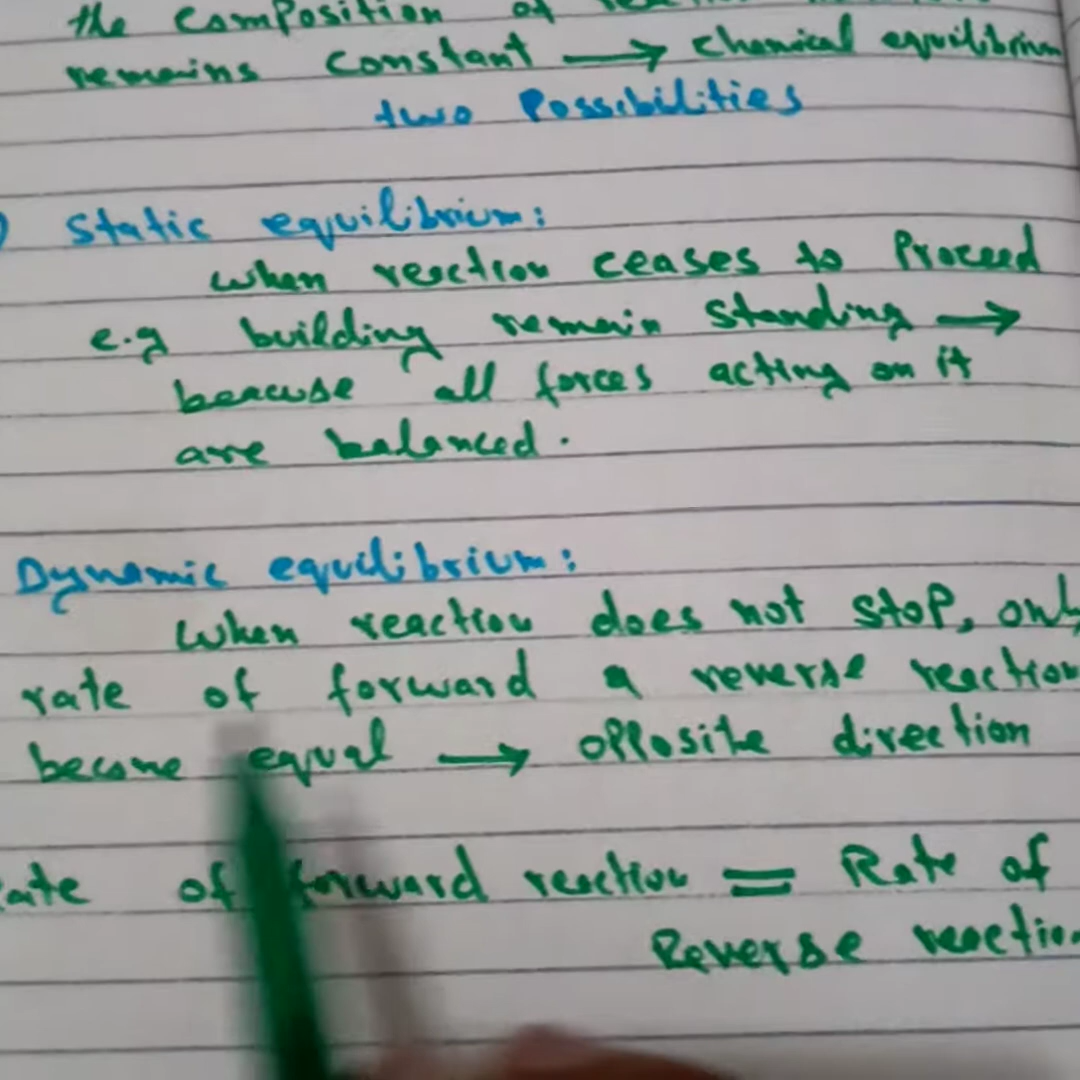 the composition of
remains constant → chemical equilibrium
two Possibilities
) Static equilibrium:
when reaction ceases to Proceed
e.g building remain standing →
beacuse all forces acting on it
are balanced.
Dynamic equilibrium:
When reaction does not stop, only
rate of forward & reverse reaction
become equal → opposite direction
ate of forward reaction = Rate of
Reverse reaction